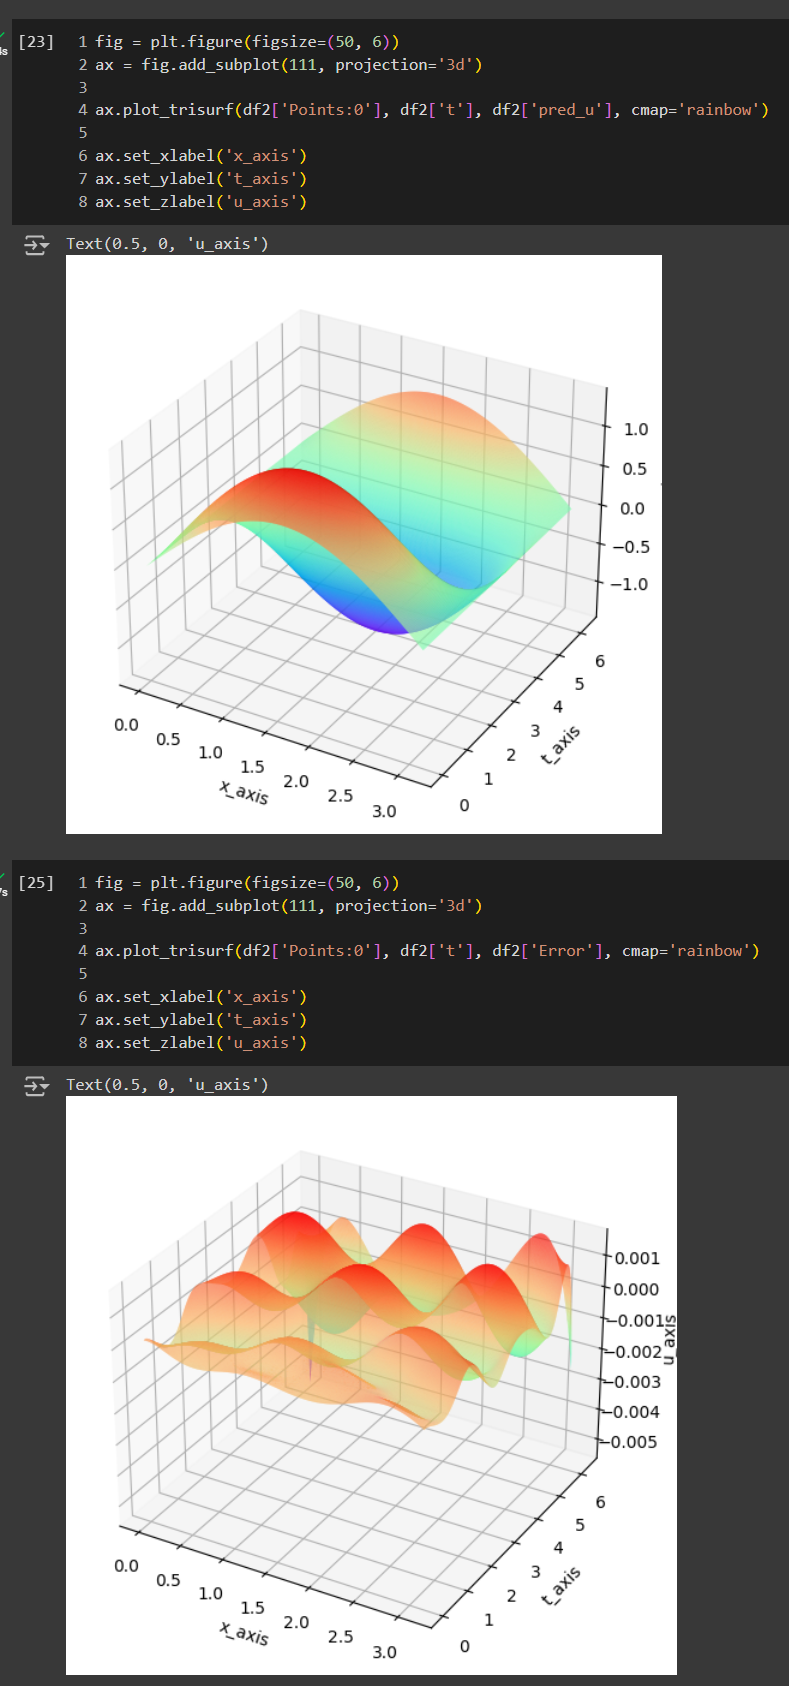 [23]
1 fig = plt.figure(figsize=(50, 6))
2 ax = fig.add_subplot(111, projection='3d')
3
4 ax.plot_trisurf(df2['Points:0'], df2['t'], df2['pred_u'], cmap='rainbow')
5
6 ax.set_xlabel('x_axis')
7 ax.set_ylabel('t_axis')
8 ax.set_zlabel('u_axis')
Text(0.5, 0, 'u_axis')
1.0
0.5
0.0
−0.5
−1.0
0.0
0.5
1.0
1.5
2.0
2.5
3.0
x_axis
0
1
2
3
4
5
6
t_axis
[25]
1 fig = plt.figure(figsize=(50, 6))
2 ax = fig.add_subplot(111, projection='3d')
3
4 ax.plot_trisurf(df2['Points:0'], df2['t'], df2['Error'], cmap='rainbow')
5
6 ax.set_xlabel('x_axis')
7 ax.set_ylabel('t_axis')
8 ax.set_zlabel('u_axis')
Text(0.5, 0, 'u_axis')
0.001
0.000
−0.001
−0.002
−0.003
−0.004
−0.005
u_axis
0.0
0.5
1.0
1.5
2.0
2.5
3.0
x_axis
0
1
2
3
4
5
6
t_axis